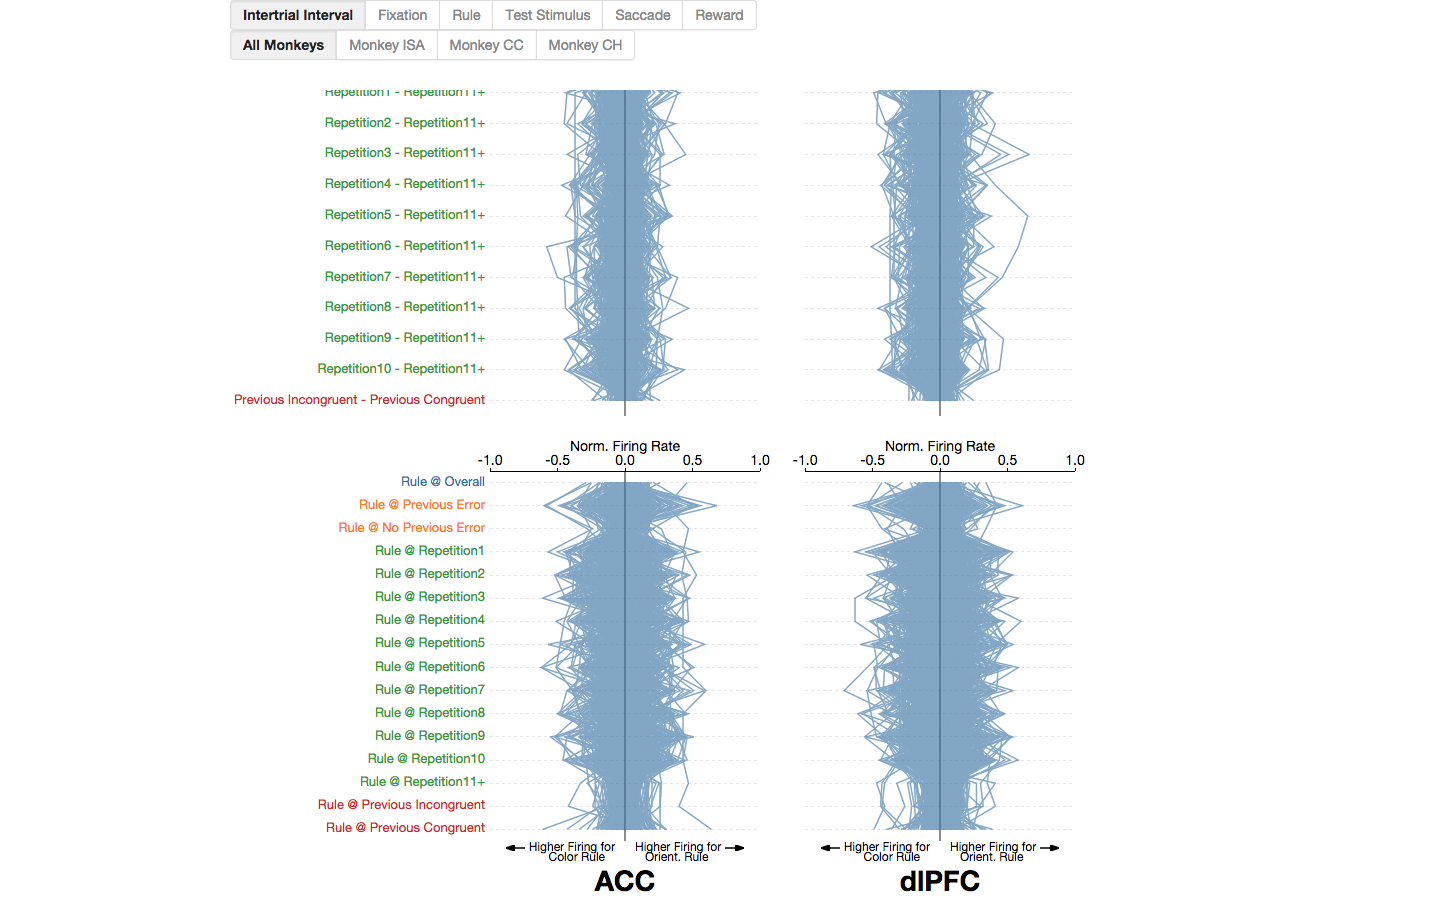 Intertrial Interval Fixation Rule Test Stimulus Saccade Reward
All Monkeys Monkey ISA Monkey CC Monkey CH
Repetition1 - Repetition11+
Repetition2 - Repetition11+
Repetition3 - Repetition11+
Repetition4 - Repetition11+
Repetition5 - Repetition11+
Repetition6 - Repetition11+
Repetition7 - Repetition11+
Repetition8 - Repetition11+
Repetition9 - Repetition11+
Repetition10 - Repetition11+
Previous Incongruent - Previous Congruent
Norm. Firing Rate Norm. Firing Rate
-1.0 -0.5 0.0 0.5 1.0 -1.0 -0.5 0.0 0.5 1.0
Rule @ Overall
Rule @ Previous Error
Rule @ No Previous Error
Rule @ Repetition1
Rule @ Repetition2
Rule @ Repetition3
Rule @ Repetition4
Rule @ Repetition5
Rule @ Repetition6
Rule @ Repetition7
Rule @ Repetition8
Rule @ Repetition9
Rule @ Repetition10
Rule @ Repetition11+
Rule @ Previous Incongruent
Rule @ Previous Congruent
Higher Firing for Higher Firing for Higher Firing for Higher Firing for
Color Rule Orient. Rule Color Rule Orient. Rule
ACC dlPFC